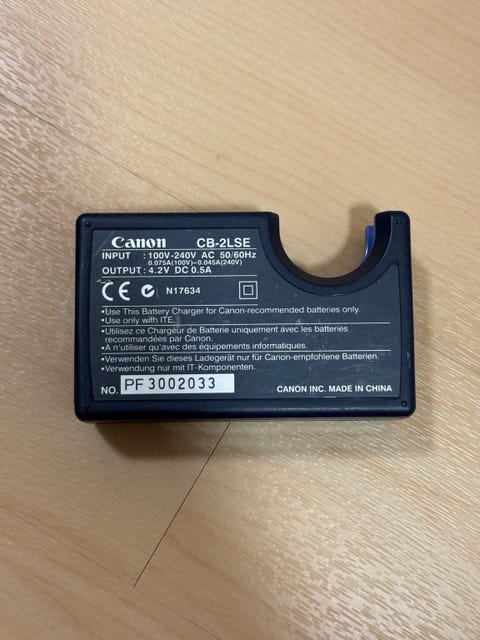 Canon CB-2LSE
INPUT : 100V-240V AC 50/60Hz
0.075A(100V)-0.045A(240V)
OUTPUT : 4.2V DC 0.5A
CE N17634
•Use This Battery Charger for Canon-recommended batteries only.
•Use only with ITE.
•Utilisez ce Chargeur de Batterie uniquement avec les batteries
recommandées par Canon.
•A n'utiliser qu'avec des équipements informatiques.
•Verwenden Sie dieses Ladegerät nur für Canon-empfohlene Batterien.
•Verwendung nur mit IT-Komponenten.
NO. PF3002033 CANON INC. MADE IN CHINA